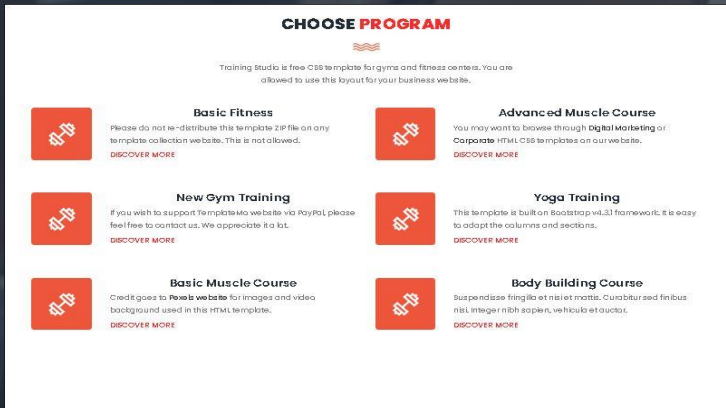 CHOOSE PROGRAM
Training Studio is free CSS template for gyms and fitness centers. You are
allowed to use this layout for your business website.
Basic Fitness
Please do not re-distribute this template ZIP file on any
template collection website. This is not allowed.
DISCOVER MORE
New Gym Training
If you wish to support TemplateMo website via PayPal, please
feel free to contact us. We appreciate it a lot.
DISCOVER MORE
Basic Muscle Course
Credit goes to Pexels website for images and video
background used in this HTML template.
DISCOVER MORE
Advanced Muscle Course
You may want to browse through Digital Marketing or
Corporate HTML CSS templates on our website.
DISCOVER MORE
Yoga Training
This template is built on Bootstrap v4.3.1 framework. It is easy
to adapt the columns and sections.
DISCOVER MORE
Body Building Course
Suspendisse fringilla et nisi et mattis. Curabitur sed finibus
nisi. Integer nibh sapien, vehicula et auctor.
DISCOVER MORE